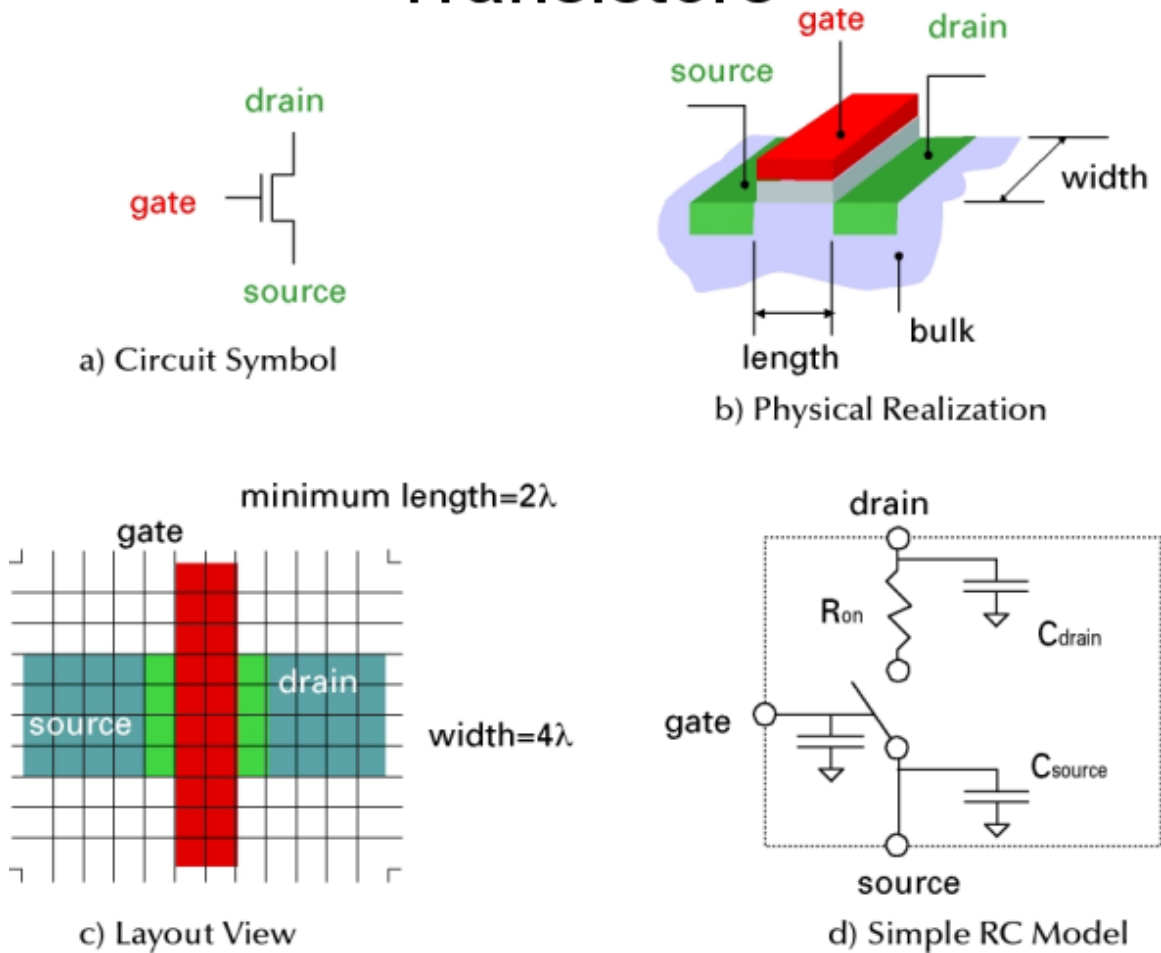 Transistors
drain
gate
source
a) Circuit Symbol
gate
drain
source
width
bulk
length
b) Physical Realization
minimum length=2λ
gate
drain
source
width=4λ
c) Layout View
drain
Ron
Cdrain
gate
Csource
source
d) Simple RC Model